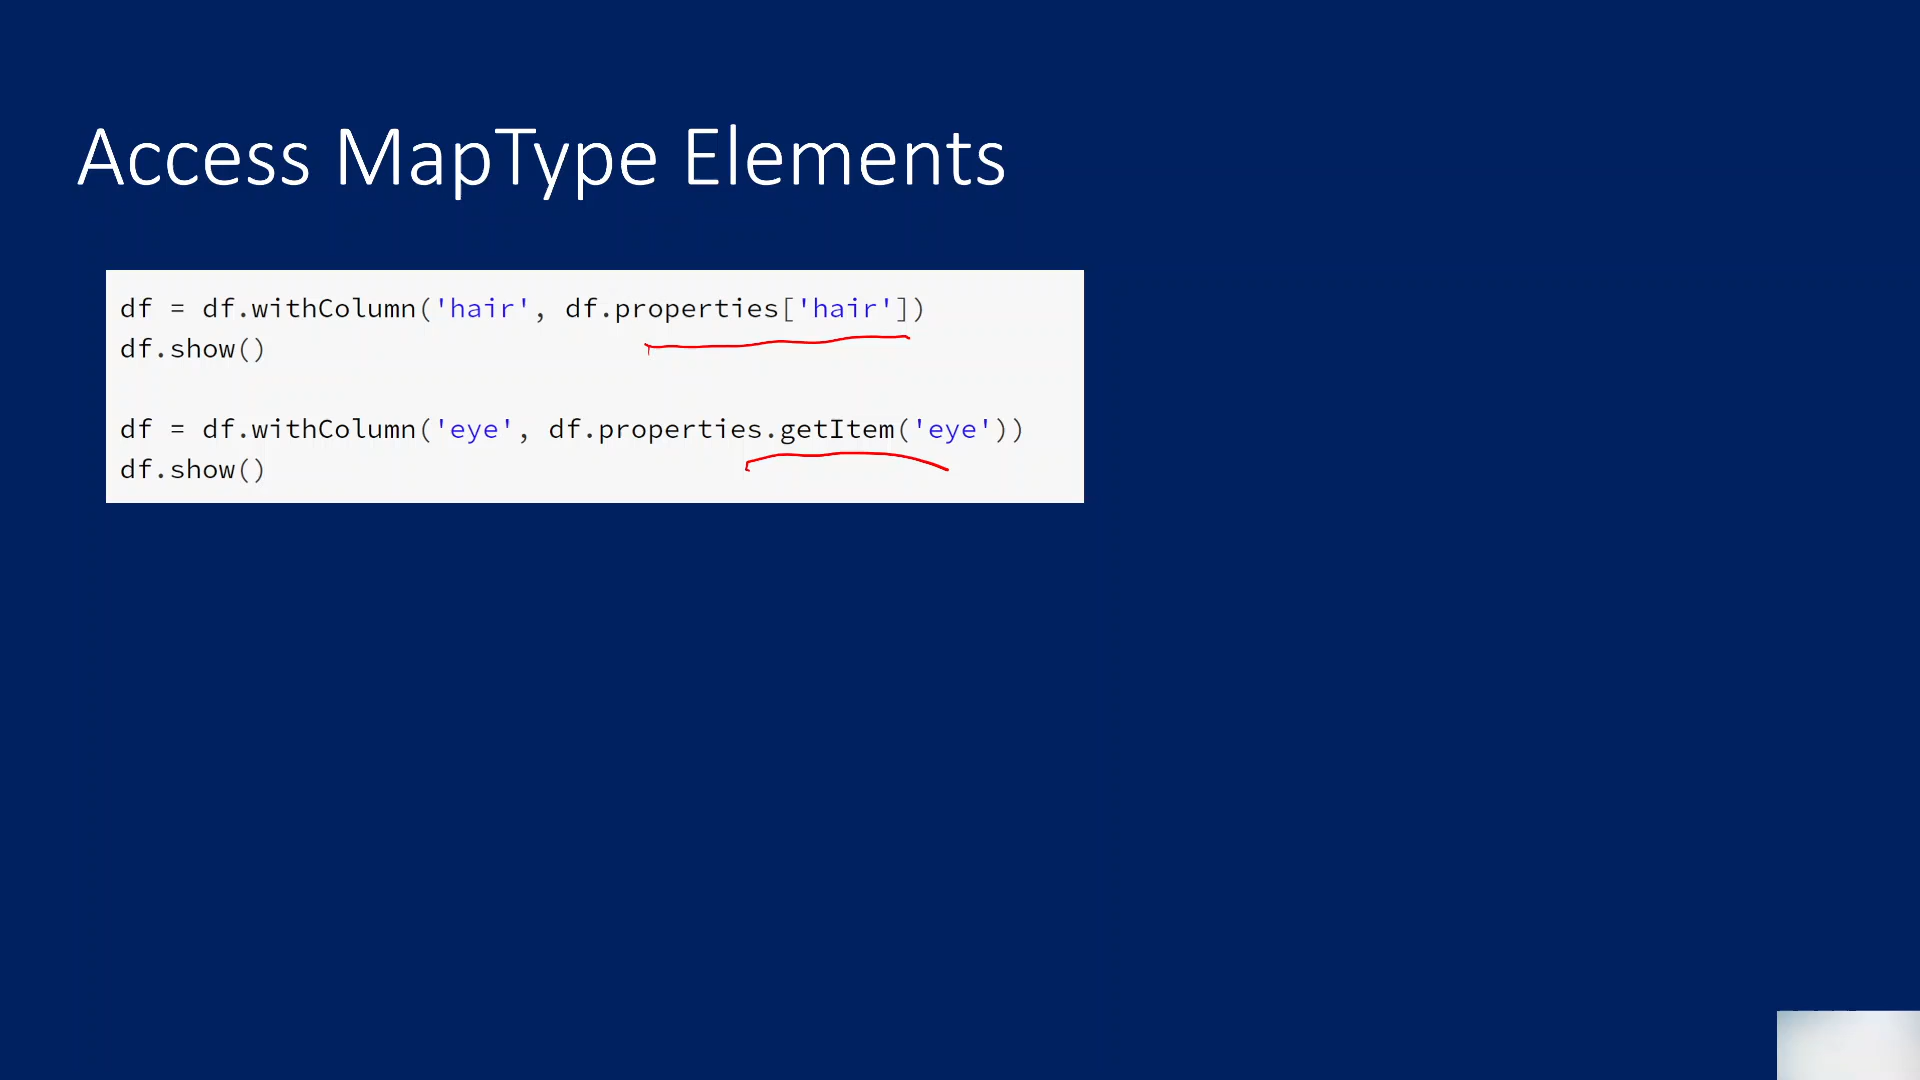 Access MapType Elements
df = df.withColumn('hair', df.properties['hair'])
df.show()
df = df.withColumn('eye', df.properties.getItem('eye'))
df.show()